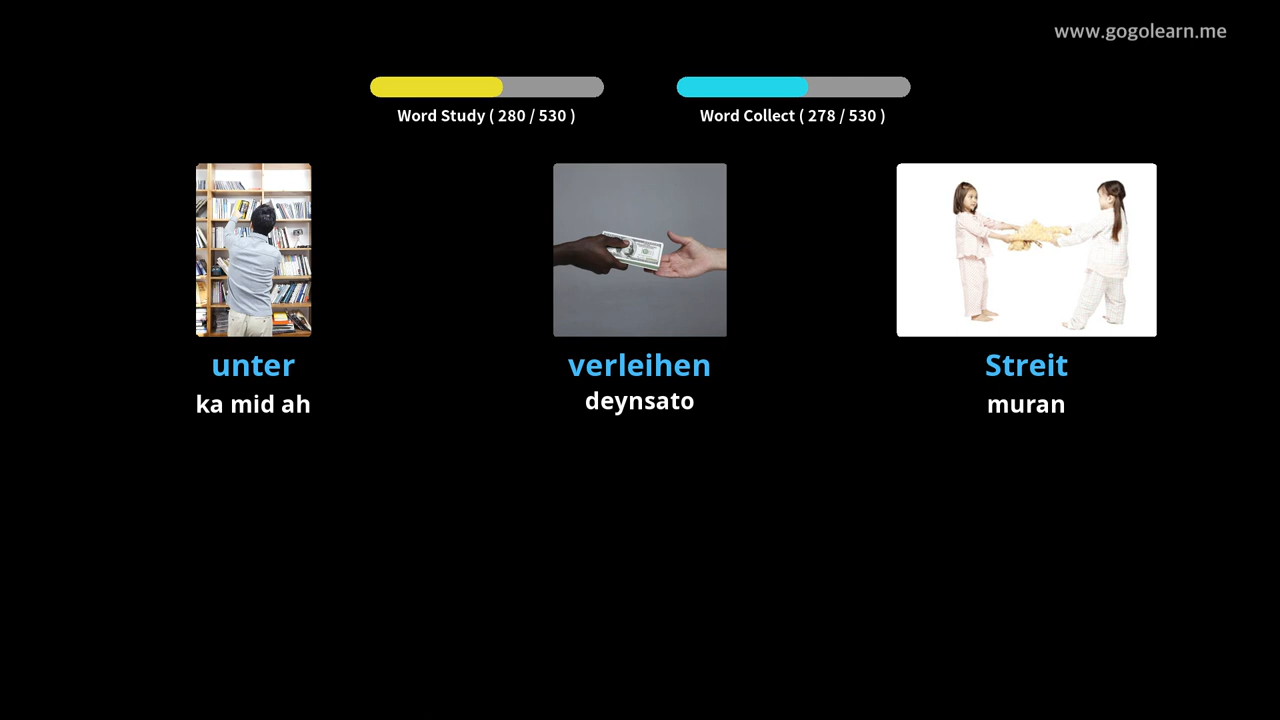 www.gogolearn.me
Word Study ( 280 / 530 )
Word Collect ( 278 / 530 )
unter
verleihen
Streit
ka mid ah
deynsato
muran